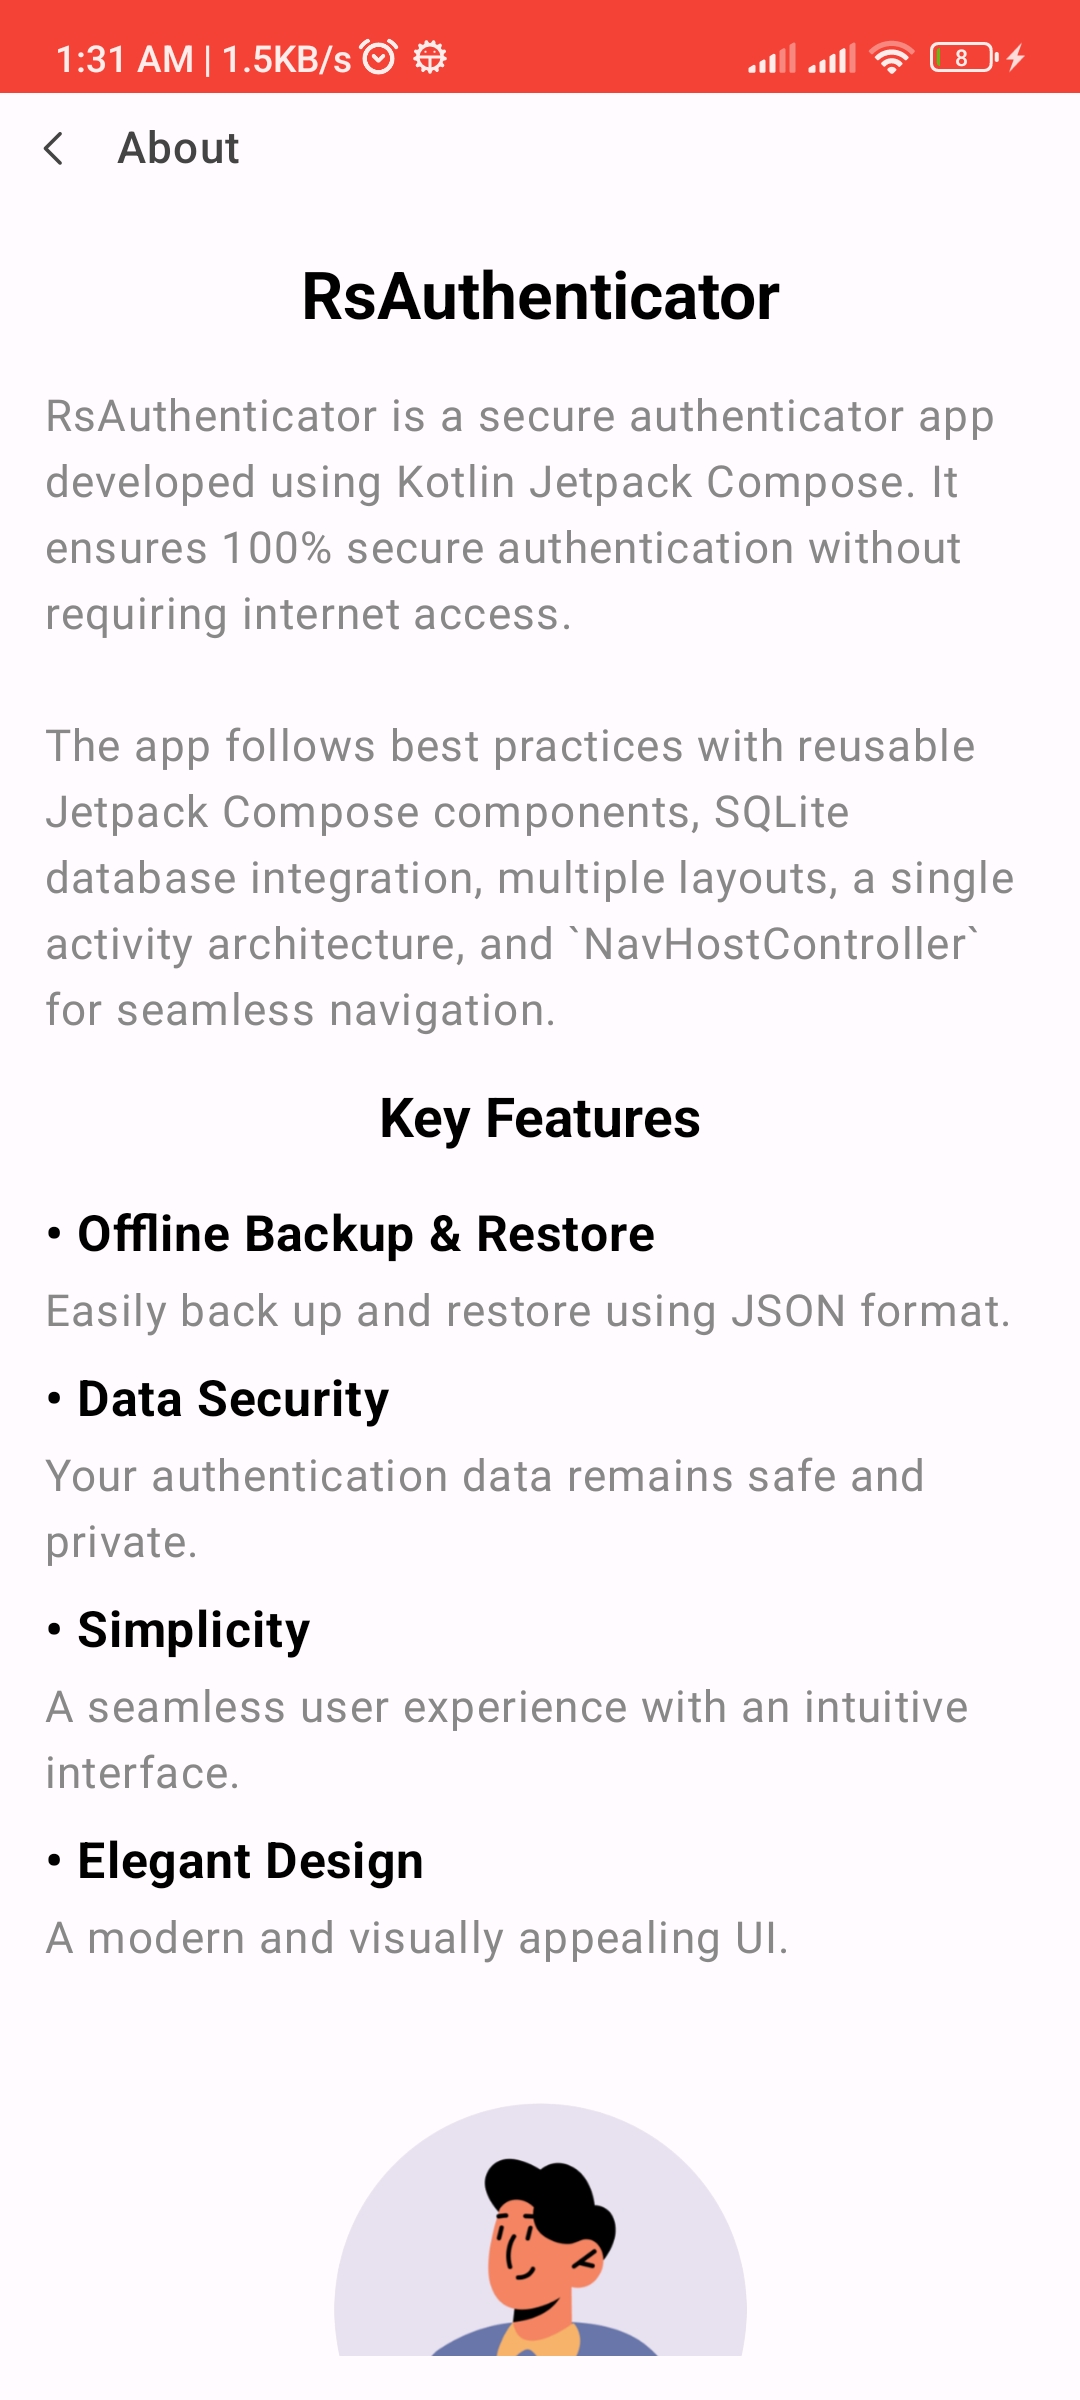 1:31 AM | 1.5KB/s
8
About
RsAuthenticator
RsAuthenticator is a secure authenticator app
developed using Kotlin Jetpack Compose. It
ensures 100% secure authentication without
requiring internet access.
The app follows best practices with reusable
Jetpack Compose components, SQLite
database integration, multiple layouts, a single
activity architecture, and `NavHostController`
for seamless navigation.
Key Features
• Offline Backup & Restore
Easily back up and restore using JSON format.
• Data Security
Your authentication data remains safe and
private.
• Simplicity
A seamless user experience with an intuitive
interface.
• Elegant Design
A modern and visually appealing UI.